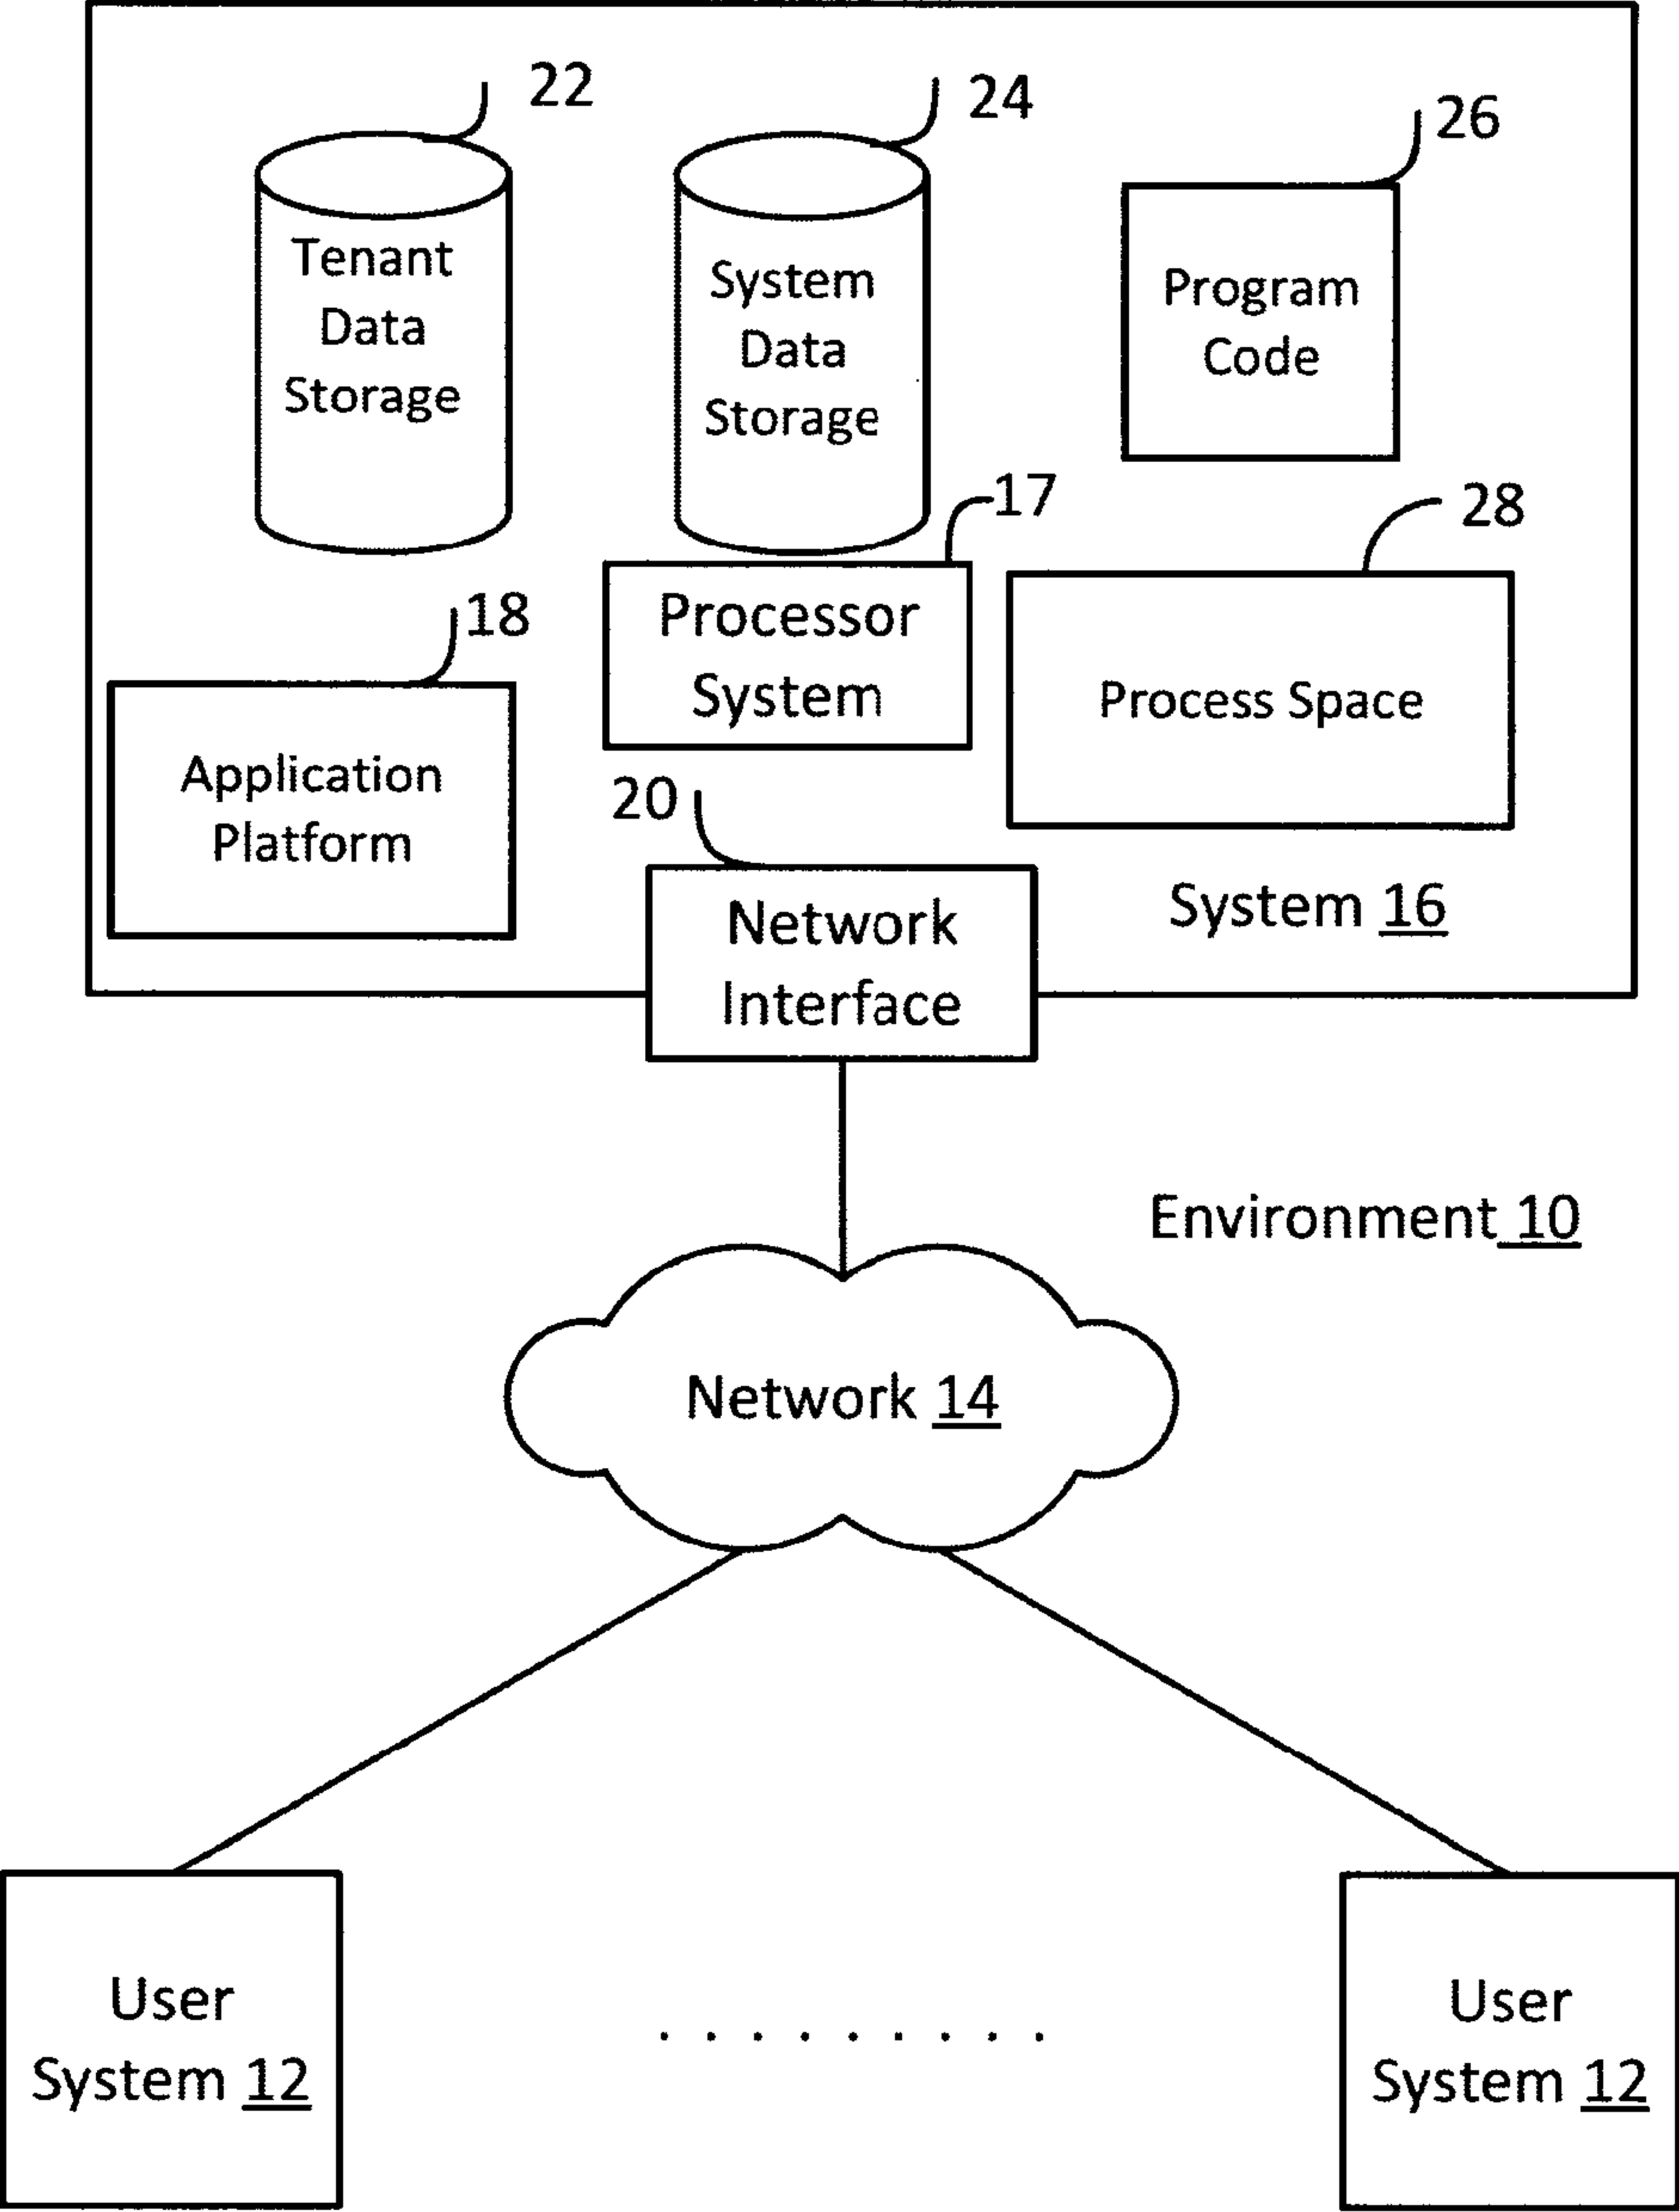 22
24
26
Tenant
Data
Storage
System
Data
Storage
Program
Code
17
28
18
Processor
System
Process Space
Application
Platform
20
Network
Interface
System 16
Environment 10
Network 14
User
System 12
.........
User
System 12